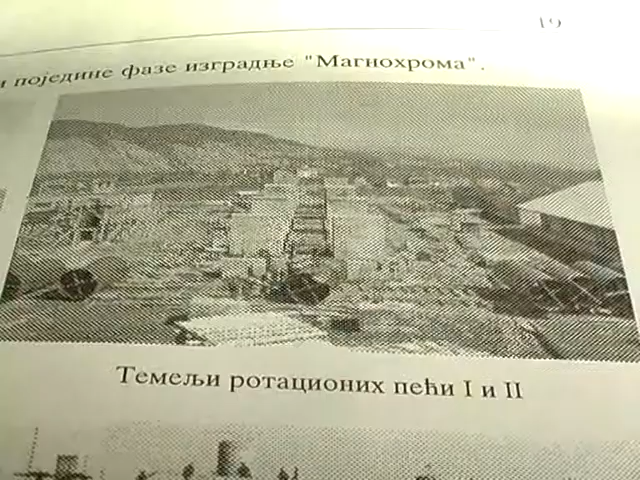 19
и поједине фазе изградње "Магнохрома".
Темељи ротационих пећи I и II